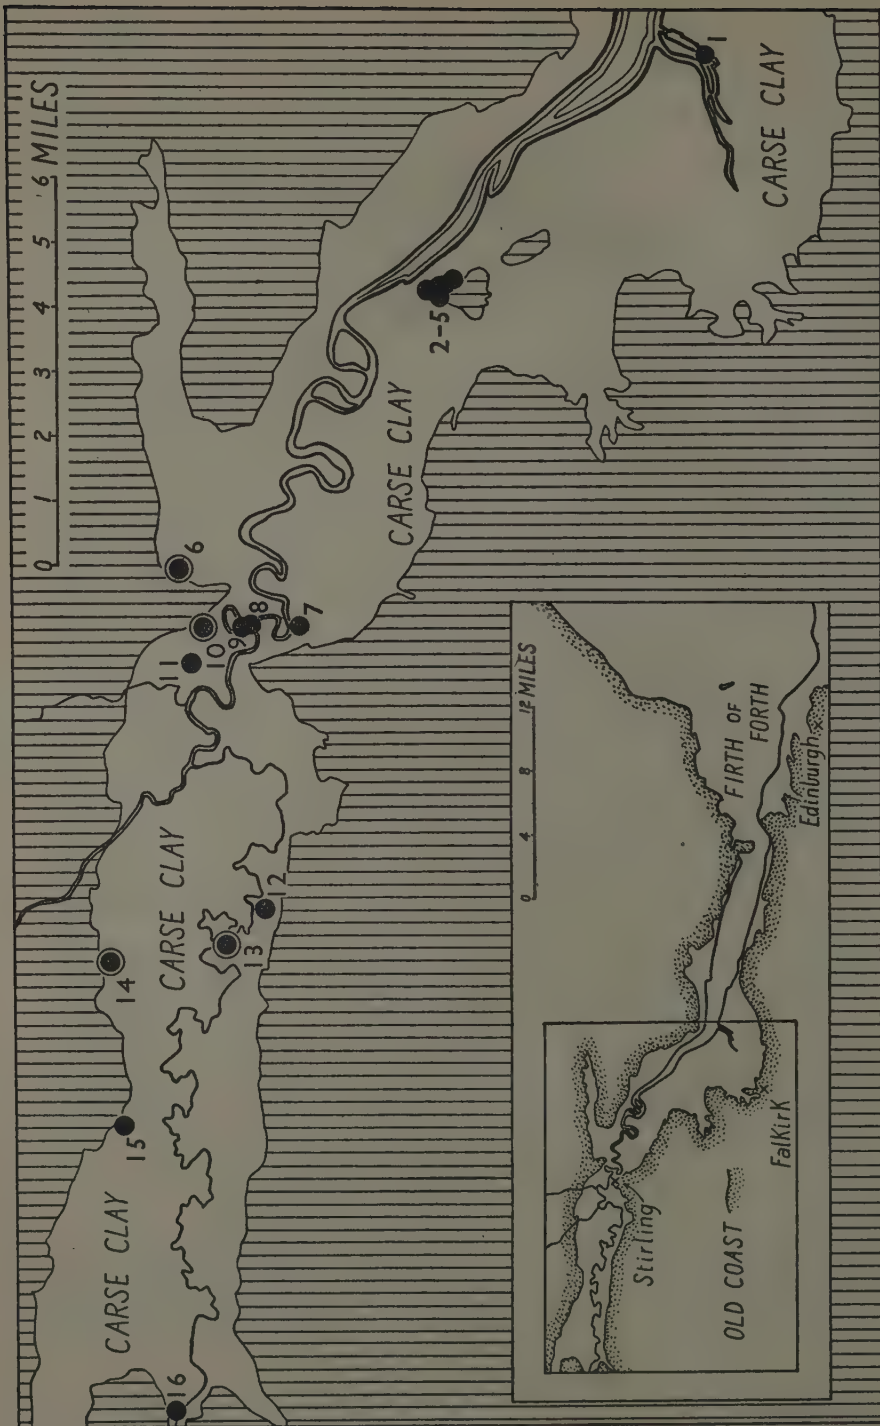 0 1 2 3 4 5 6 MILES
CARSE CLAY
16
15
14
CARSE CLAY
13
12
11
10
9
8
7
6
CARSE CLAY
2-5
1
CARSE CLAY
0 4 8 12 MILES
Stirling
FIRTH OF
FORTH
OLD COAST
Falkirk
Edinburgh